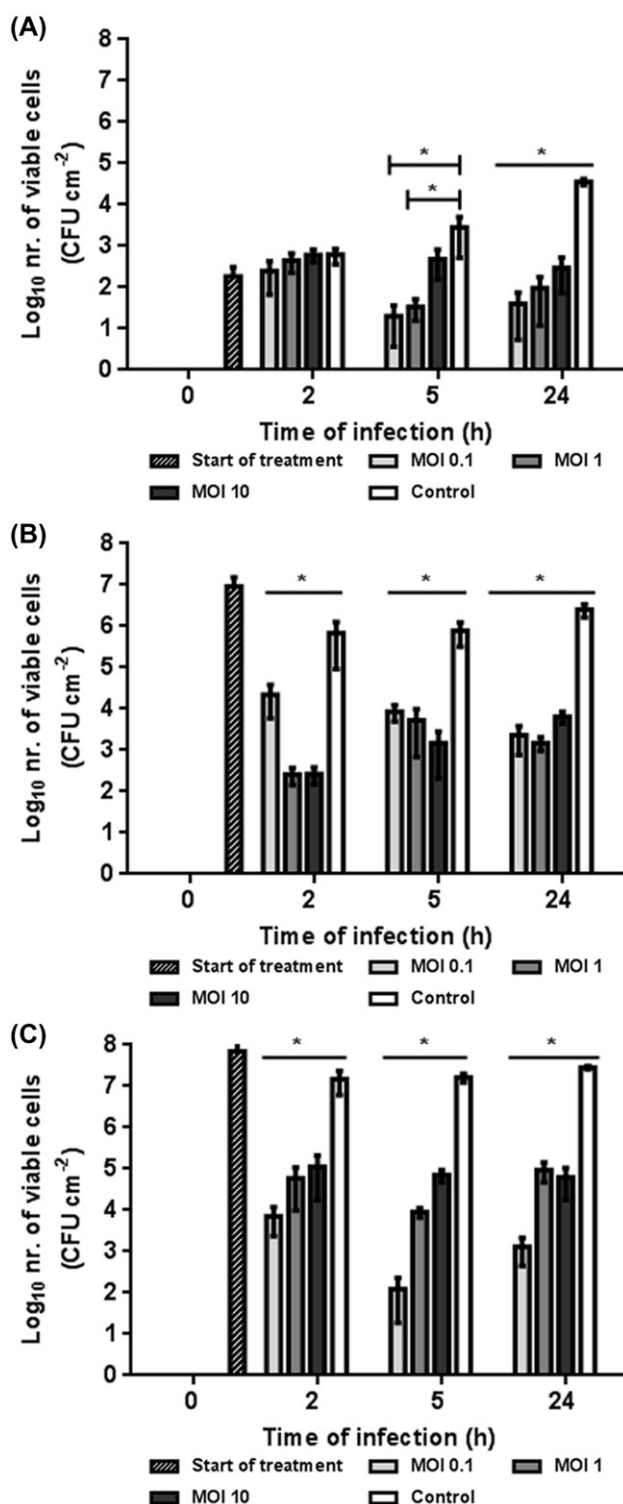 (A)
Log₁₀ nr. of viable cells
(CFU cm⁻²)
8
7
6
5
4
3
2
1
0
*
*
*
0 2 5 24
Time of infection (h)
Start of treatment MOI 0.1 MOI 1
MOI 10 Control
(B)
Log₁₀ nr. of viable cells
(CFU cm⁻²)
8
7
6
5
4
3
2
1
0
* * *
0 2 5 24
Time of infection (h)
Start of treatment MOI 0.1 MOI 1
MOI 10 Control
(C)
Log₁₀ nr. of viable cells
(CFU cm⁻²)
8
7
6
5
4
3
2
1
0
* * *
0 2 5 24
Time of infection (h)
Start of treatment MOI 0.1 MOI 1
MOI 10 Control